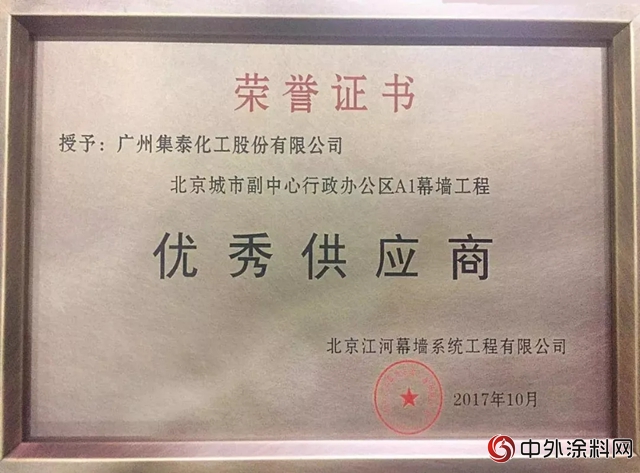 荣誉证书
授予：广州集泰化工股份有限公司
北京城市副中心行政办公区A1幕墙工程
优秀供应商
北京江河幕墙系统工程有限公司
2017年10月
中外涂料网